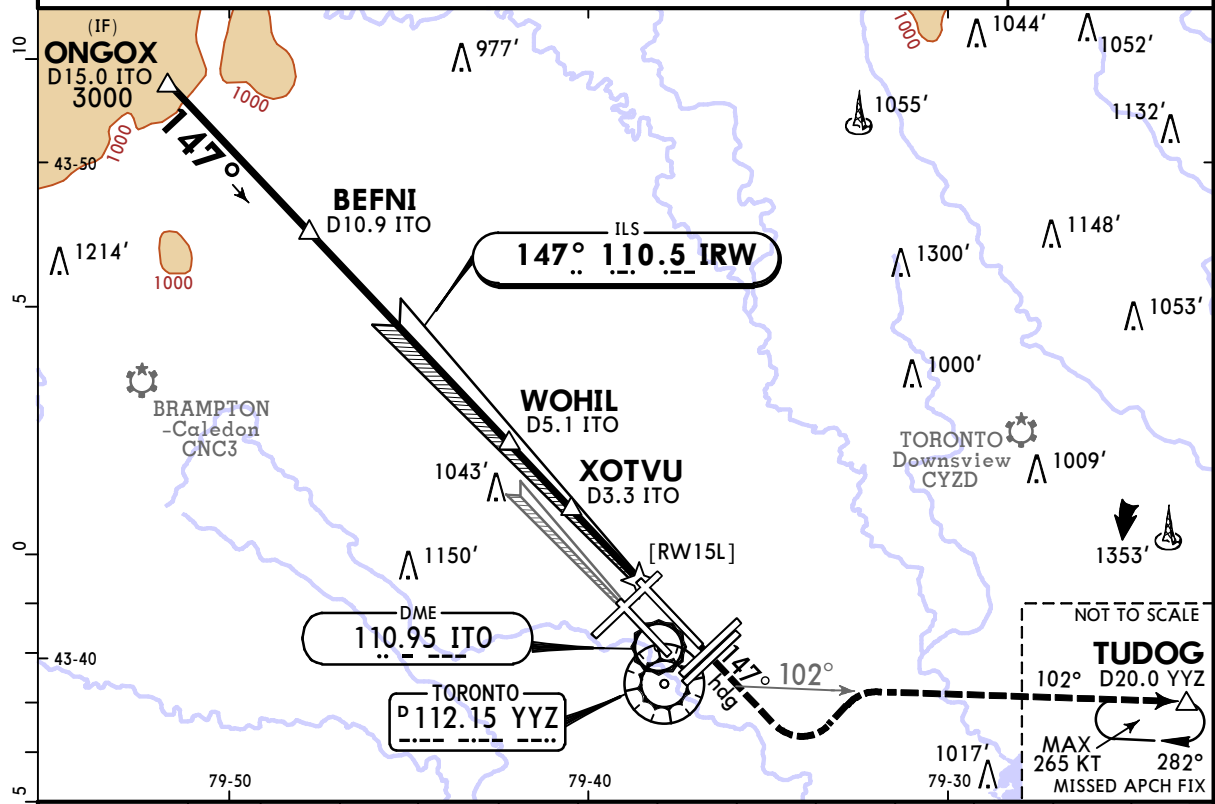 10
(IF)
ONGOX
D15.0 ITO
3000
1000
1000
977'
1000
1044'
1052'
1055'
1132'
147°
43-50
BEFNI
D10.9 ITO
1214'
1000
ILS
147° 110.5 IRW
1148'
1300'
5
1053'
BRAMPTON
-Caledon
CNC3
WOHIL
D5.1 ITO
1000'
TORONTO
Downsview
CYZD
1009'
1043'
XOTVU
D3.3 ITO
0
1150'
[RW15L]
1353'
DME
110.95 ITO
43-40
TORONTO
D 112.15 YYZ
147°
hdg
102°
NOT TO SCALE
TUDOG
D20.0 YYZ
102°
MAX
265 KT
282°
MISSED APCH FIX
1017'
79-50
79-40
79-30
5